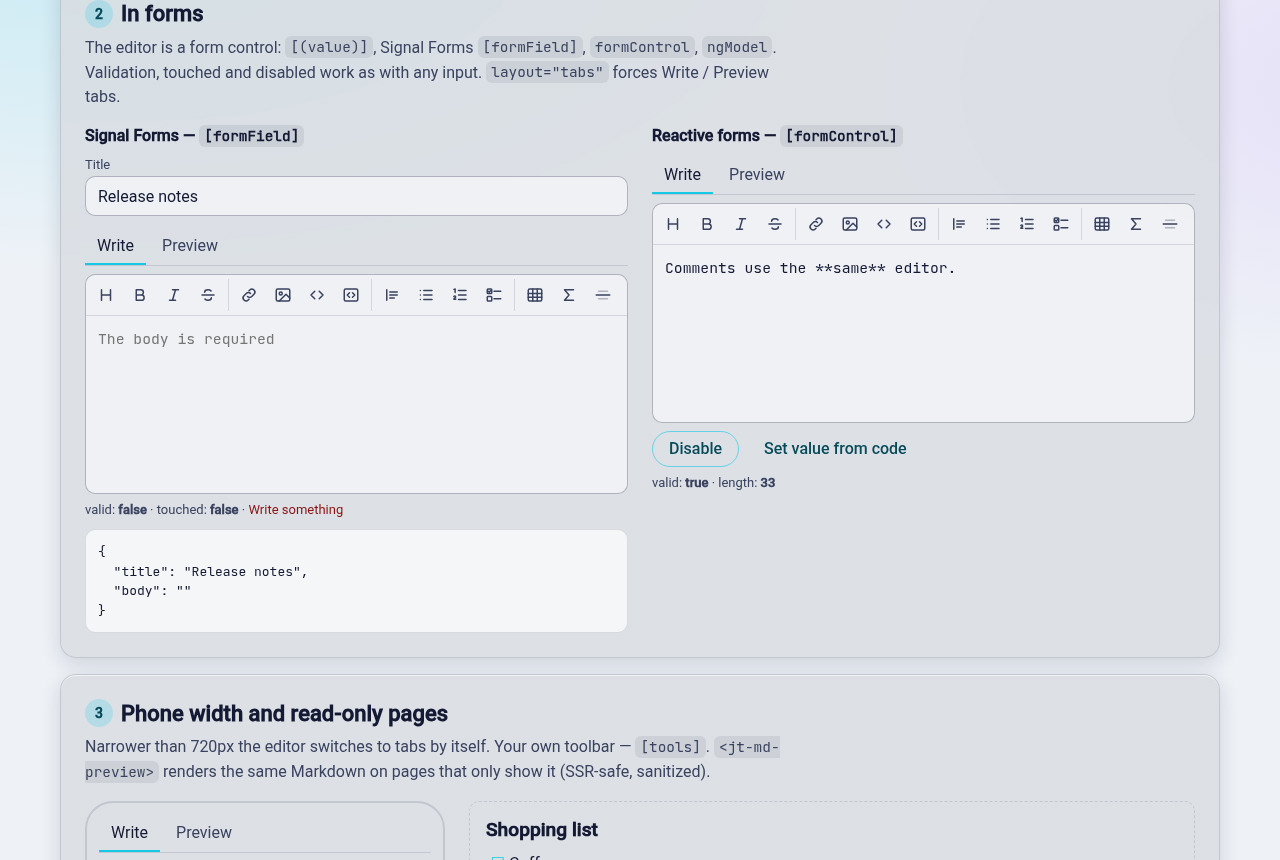 2 In forms
The editor is a form control: [(value)], Signal Forms [formField], formControl, ngModel.
Validation, touched and disabled work as with any input. layout="tabs" forces Write / Preview
tabs.
Signal Forms — [formField]
Title
Release notes
Write Preview
The body is required
valid: false · touched: false · Write something
{
"title": "Release notes",
"body": ""
}
Reactive forms — [formControl]
Write Preview
Comments use the **same** editor.
Disable Set value from code
valid: true · length: 33
3 Phone width and read-only pages
Narrower than 720px the editor switches to tabs by itself. Your own toolbar — [tools]. <jt-md-
preview> renders the same Markdown on pages that only show it (SSR-safe, sanitized).
Write Preview
Shopping list